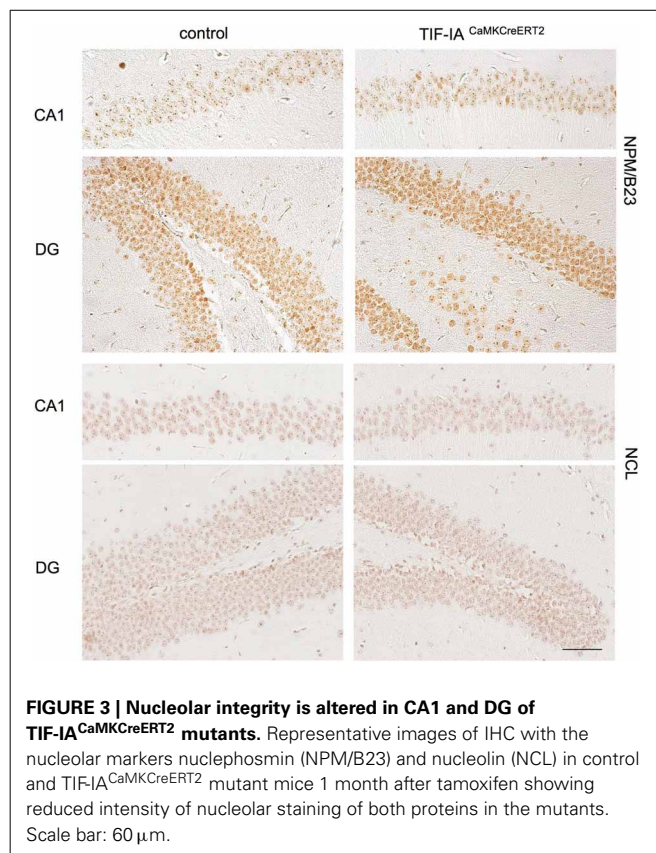 control
TIF-IA CaMKCreERT2
CA1
NPM/B23
DG
CA1
NCL
DG
FIGURE 3 | Nucleolar integrity is altered in CA1 and DG of
TIF-IACaMKCreERT2 mutants. Representative images of IHC with the
nucleolar markers nuclephosmin (NPM/B23) and nucleolin (NCL) in control
and TIF-IACaMKCreERT2 mutant mice 1 month after tamoxifen showing
reduced intensity of nucleolar staining of both proteins in the mutants.
Scale bar: 60 μm.